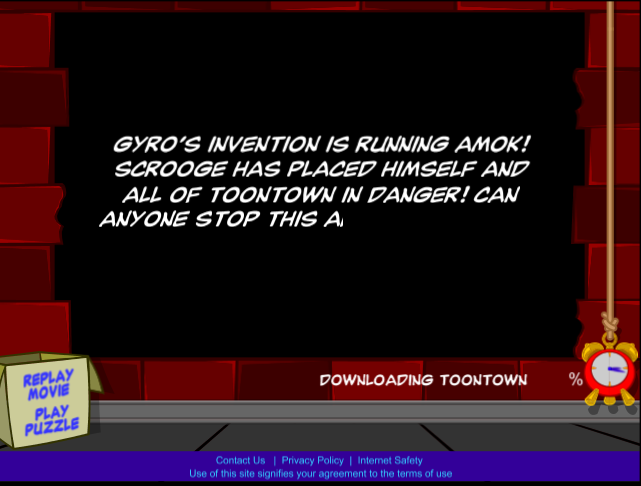 GYRO'S INVENTION IS RUNNING AMOK!
SCROOGE HAS PLACED HIMSELF AND
ALL OF TOONTOWN IN DANGER! CAN
ANYONE STOP THIS A
REPLAY
MOVIE
PLAY
PUZZLE
DOWNLOADING TOONTOWN %
Contact Us | Privacy Policy | Internet Safety
Use of this site signifies your agreement to the terms of use